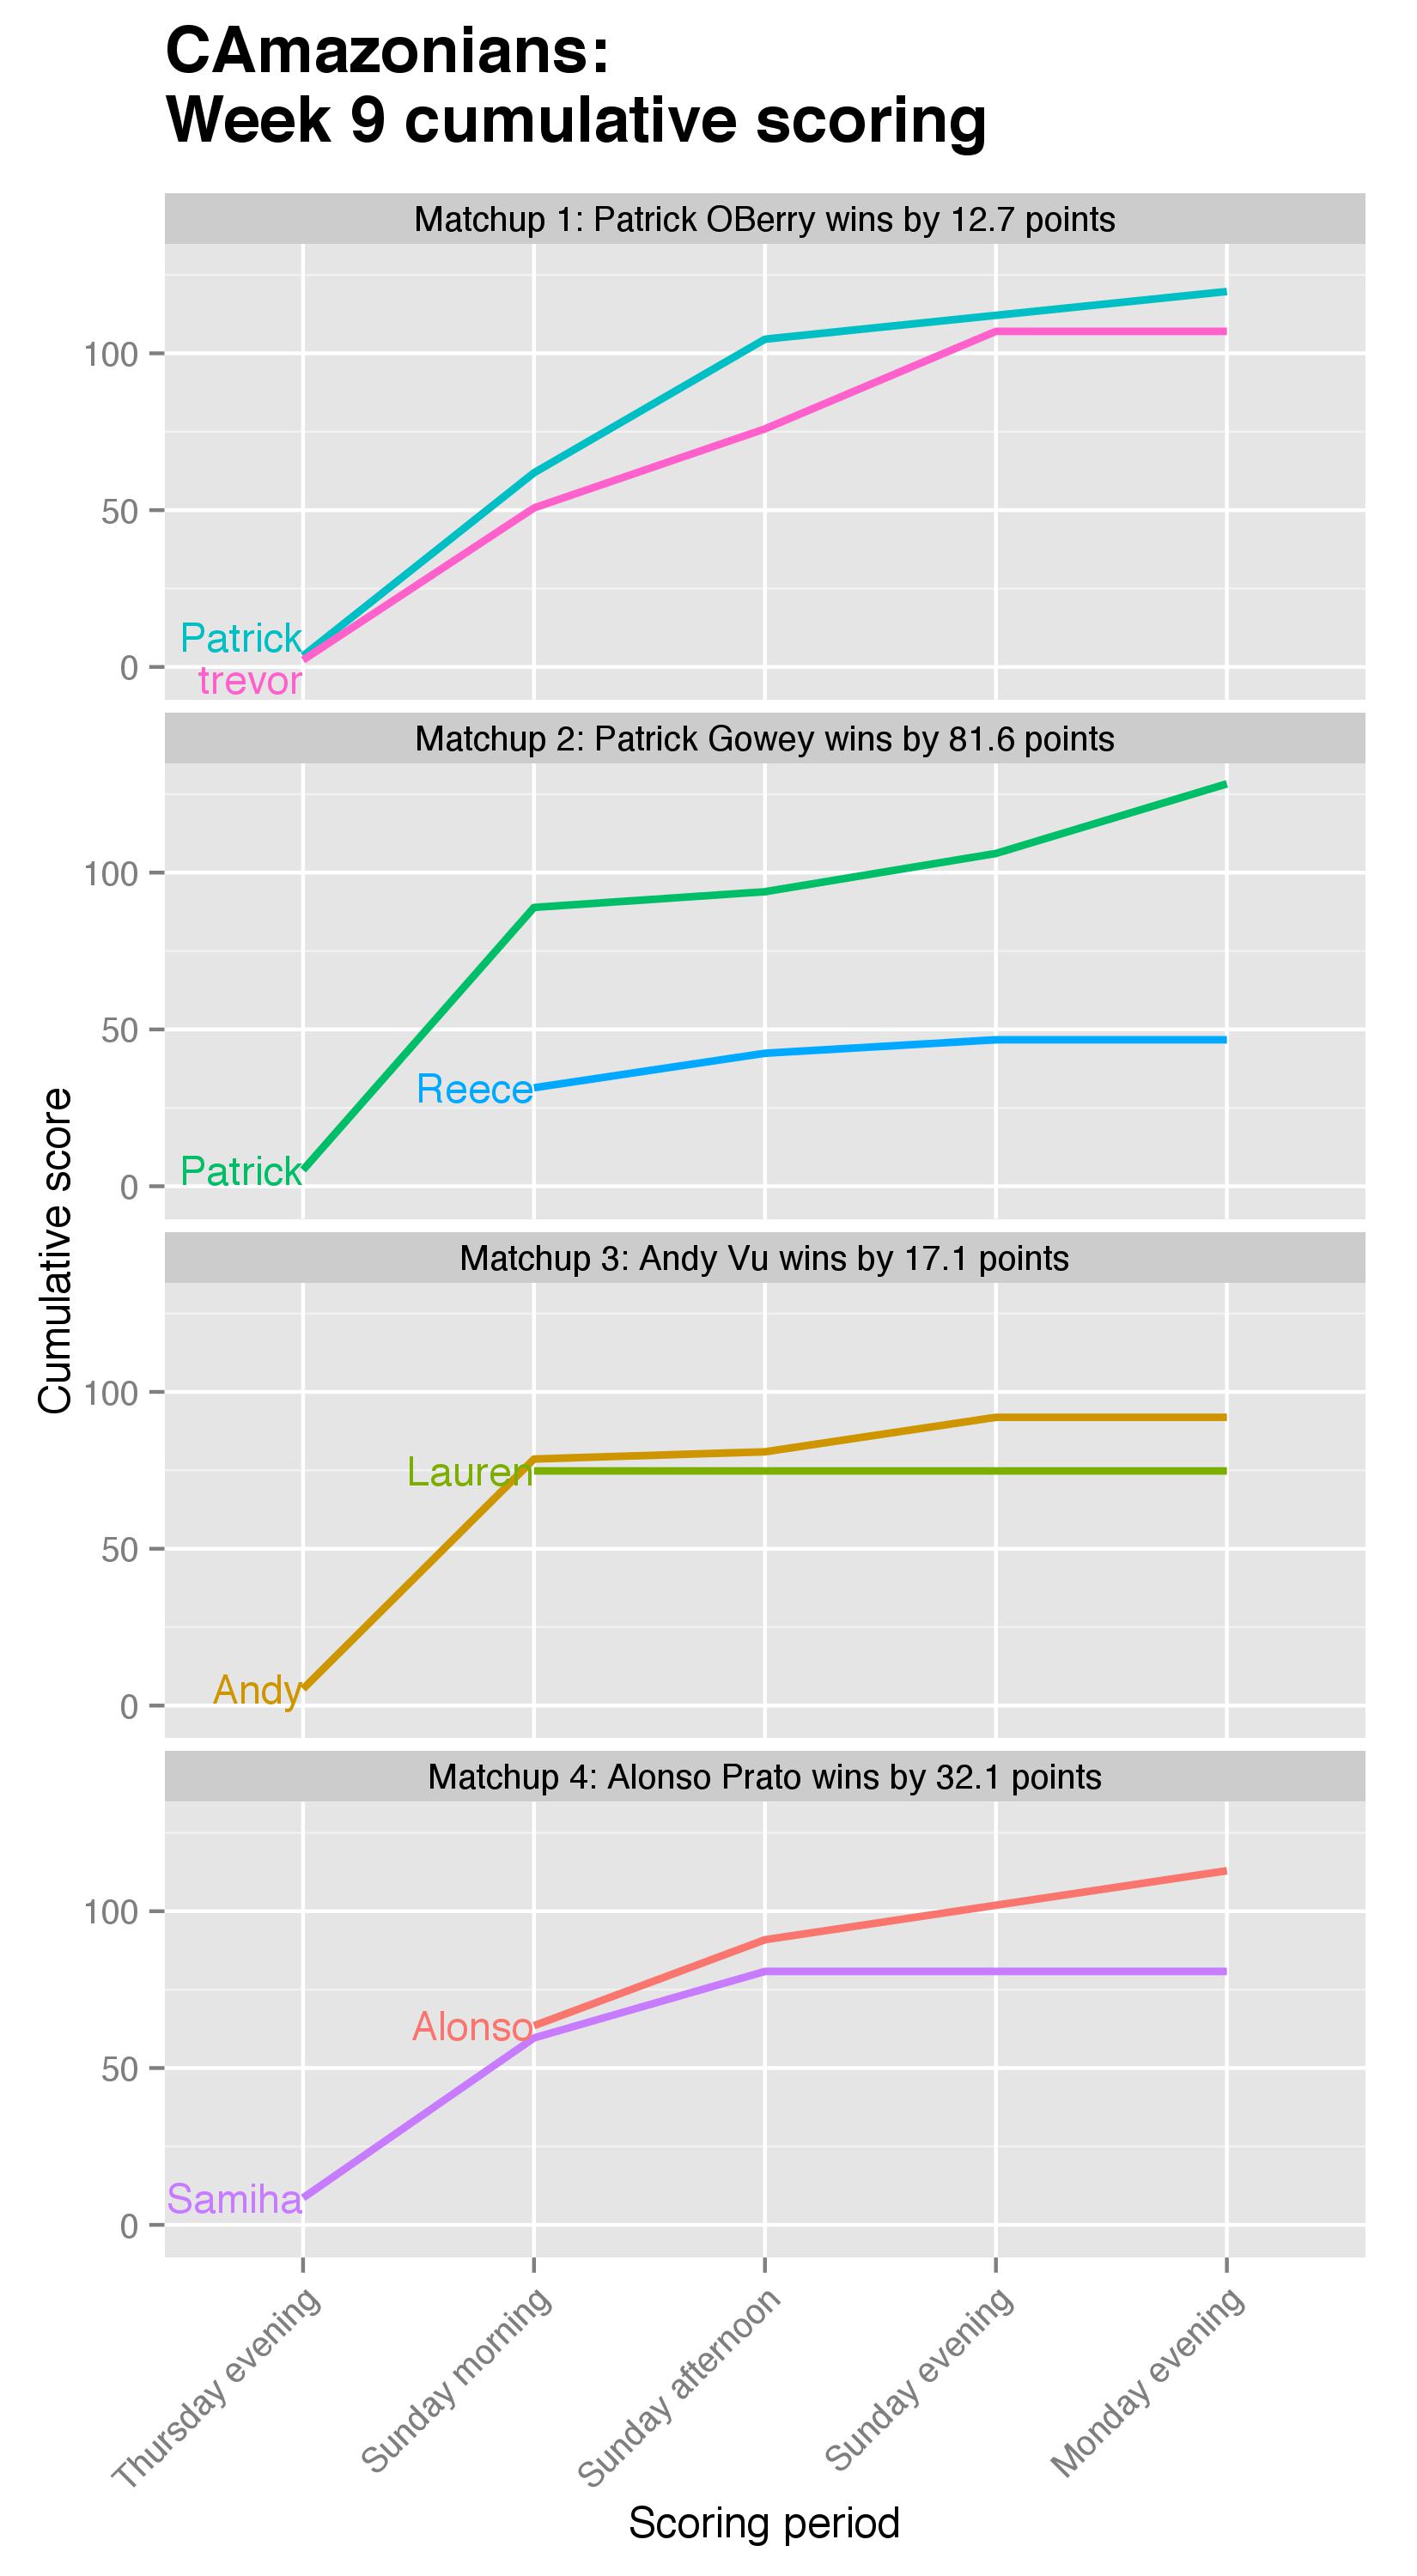 CAmazonians:
Week 9 cumulative scoring
Matchup 1: Patrick OBerry wins by 12.7 points
100
50
0
Patrick
trevor
Matchup 2: Patrick Gowey wins by 81.6 points
100
50
0
Reece
Patrick
Matchup 3: Andy Vu wins by 17.1 points
100
50
0
Lauren
Andy
Matchup 4: Alonso Prato wins by 32.1 points
100
50
0
Alonso
Samiha
Cumulative score
Thursday evening
Sunday morning
Sunday afternoon
Sunday evening
Monday evening
Scoring period